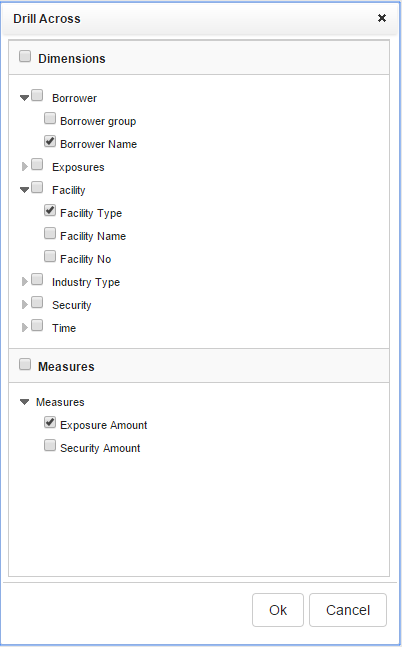 Drill Across
Dimensions
Borrower
Borrower group
Borrower Name
Exposures
Facility
Facility Type
Facility Name
Facility No
Industry Type
Security
Time
Measures
Measures
Exposure Amount
Security Amount
Ok Cancel